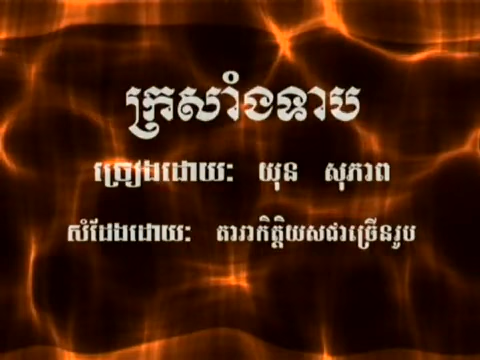 ក្រសាំងទាប
ច្រៀងដោយ: យុន សុភាព
សំដែងដោយ: តារាកិត្តិយសជាច្រើនរូប